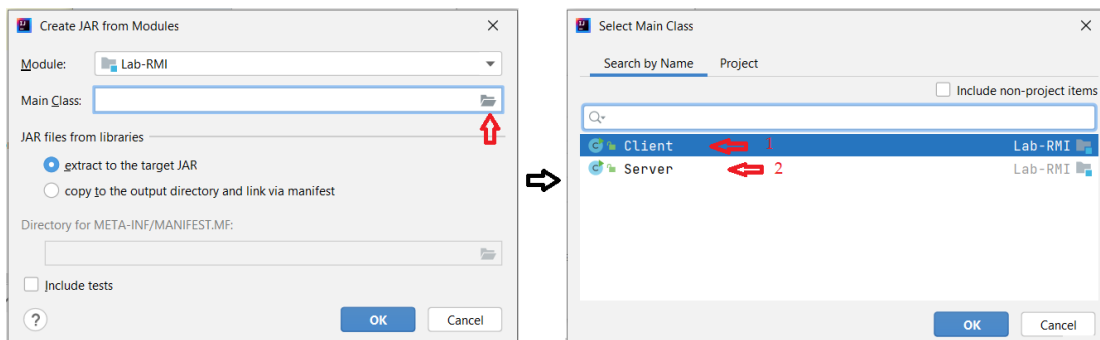 Create JAR from Modules
Module:
Lab-RMI
Main Class:
JAR files from libraries
extract to the target JAR
copy to the output directory and link via manifest
Directory for META-INF/MANIFEST.MF:
Include tests
?
OK
Cancel
Select Main Class
Search by Name
Project
Include non-project items
C Client
1
Lab-RMI
C Server
2
Lab-RMI
OK
Cancel